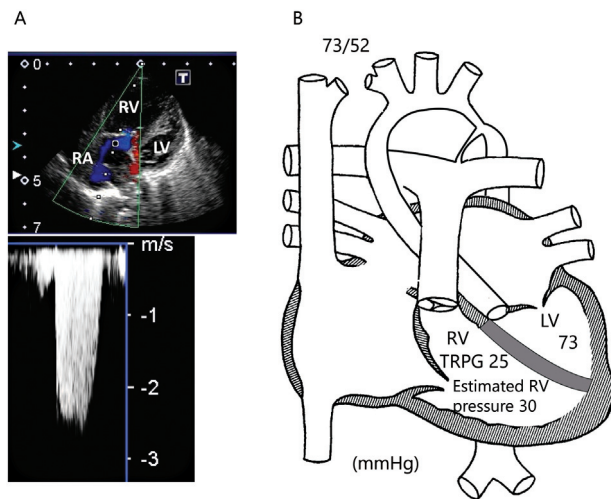 A
B
0
T
RV
RA
LV
5
7
m/s
-1
-2
-3
73/52
RV
TRPG 25
Estimated RV
pressure 30
LV
73
(mmHg)